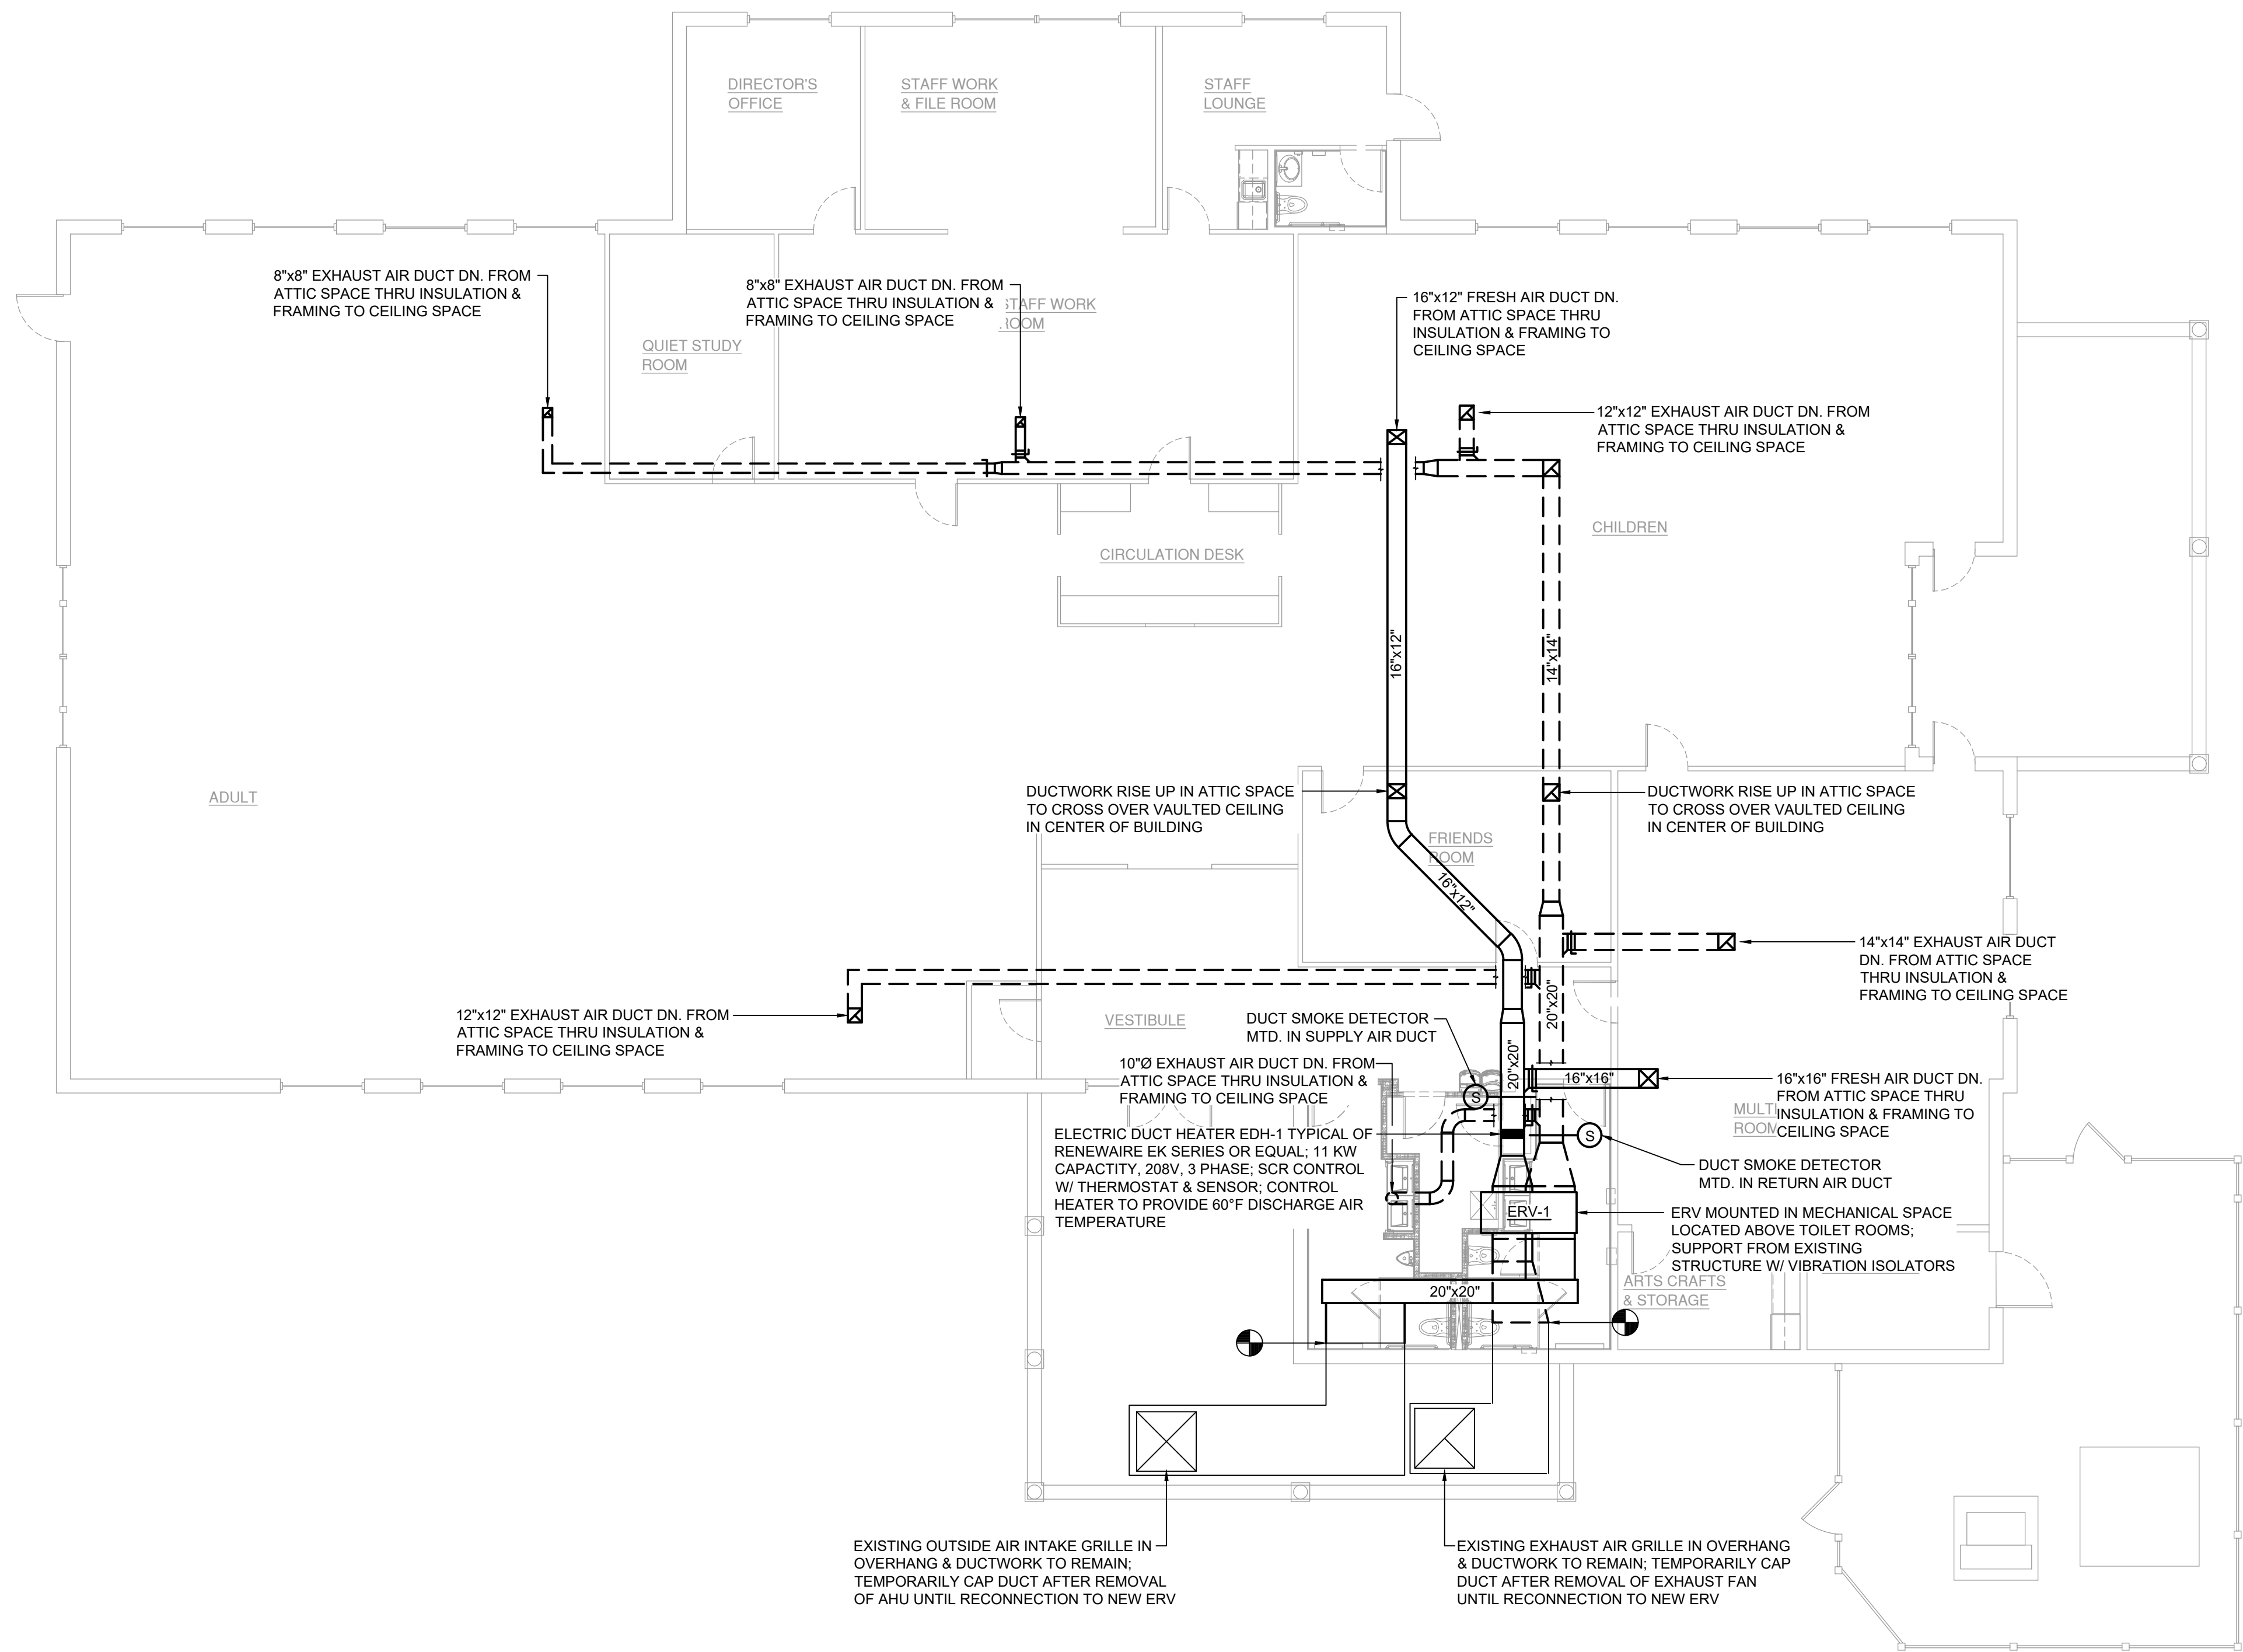 DIRECTOR'S
OFFICE
STAFF WORK
& FILE ROOM
STAFF
LOUNGE
8"x8" EXHAUST AIR DUCT DN. FROM
ATTIC SPACE THRU INSULATION &
FRAMING TO CEILING SPACE
8"x8" EXHAUST AIR DUCT DN. FROM
ATTIC SPACE THRU INSULATION &
FRAMING TO CEILING SPACE
STAFF WORK
ROOM
16"x12" FRESH AIR DUCT DN.
FROM ATTIC SPACE THRU
INSULATION & FRAMING TO
CEILING SPACE
QUIET STUDY
ROOM
12"x12" EXHAUST AIR DUCT DN. FROM
ATTIC SPACE THRU INSULATION &
FRAMING TO CEILING SPACE
CHILDREN
CIRCULATION DESK
16"x12"
14"x14"
ADULT
DUCTWORK RISE UP IN ATTIC SPACE
TO CROSS OVER VAULTED CEILING
IN CENTER OF BUILDING
DUCTWORK RISE UP IN ATTIC SPACE
TO CROSS OVER VAULTED CEILING
IN CENTER OF BUILDING
FRIENDS
ROOM
16"x12"
14"x14" EXHAUST AIR DUCT
DN. FROM ATTIC SPACE
THRU INSULATION &
FRAMING TO CEILING SPACE
12"x12" EXHAUST AIR DUCT DN. FROM
ATTIC SPACE THRU INSULATION &
FRAMING TO CEILING SPACE
VESTIBULE
20"x20"
DUCT SMOKE DETECTOR
MTD. IN SUPPLY AIR DUCT
20"x20"
10"Ø EXHAUST AIR DUCT DN. FROM
ATTIC SPACE THRU INSULATION &
FRAMING TO CEILING SPACE
S
16"x16"
16"x16" FRESH AIR DUCT DN.
FROM ATTIC SPACE THRU
INSULATION & FRAMING TO
CEILING SPACE
MULTI
ROOM
ELECTRIC DUCT HEATER EDH-1 TYPICAL OF
RENEWAIRE EK SERIES OR EQUAL; 11 KW
CAPACTITY, 208V, 3 PHASE; SCR CONTROL
W/ THERMOSTAT & SENSOR; CONTROL
HEATER TO PROVIDE 60°F DISCHARGE AIR
TEMPERATURE
S
DUCT SMOKE DETECTOR
MTD. IN RETURN AIR DUCT
ERV-1
ERV MOUNTED IN MECHANICAL SPACE
LOCATED ABOVE TOILET ROOMS;
SUPPORT FROM EXISTING
STRUCTURE W/ VIBRATION ISOLATORS
ARTS CRAFTS
& STORAGE
20"x20"
EXISTING OUTSIDE AIR INTAKE GRILLE IN
OVERHANG & DUCTWORK TO REMAIN;
TEMPORARILY CAP DUCT AFTER REMOVAL
OF AHU UNTIL RECONNECTION TO NEW ERV
EXISTING EXHAUST AIR GRILLE IN OVERHANG
& DUCTWORK TO REMAIN; TEMPORARILY CAP
DUCT AFTER REMOVAL OF EXHAUST FAN
UNTIL RECONNECTION TO NEW ERV